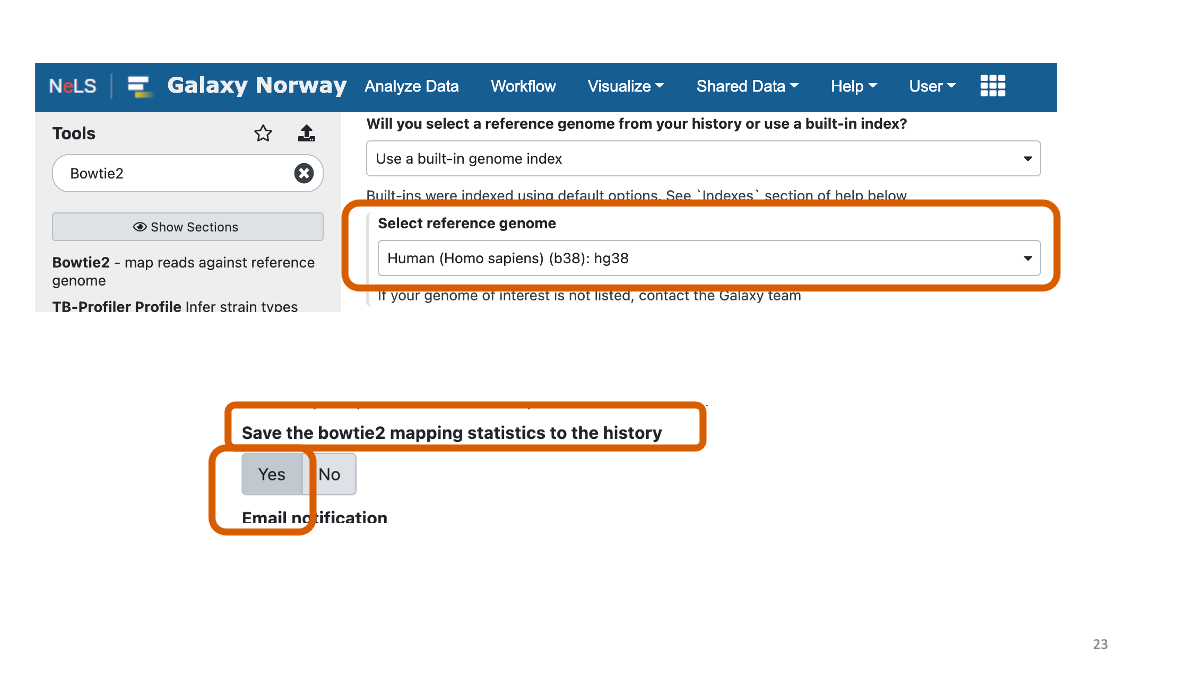 NeLS Galaxy Norway Analyze Data Workflow Visualize Shared Data Help User
Tools
Bowtie2
Show Sections
Bowtie2 - map reads against reference
genome
TB-Profiler Profile Infer strain types
Will you select a reference genome from your history or use a built-in index?
Use a built-in genome index
Built-ins were indexed using default options. See `Indexes` section of help below
Select reference genome
Human (Homo sapiens) (b38): hg38
If your genome of interest is not listed, contact the Galaxy team
Save the bowtie2 mapping statistics to the history
Yes No
Email notification
23